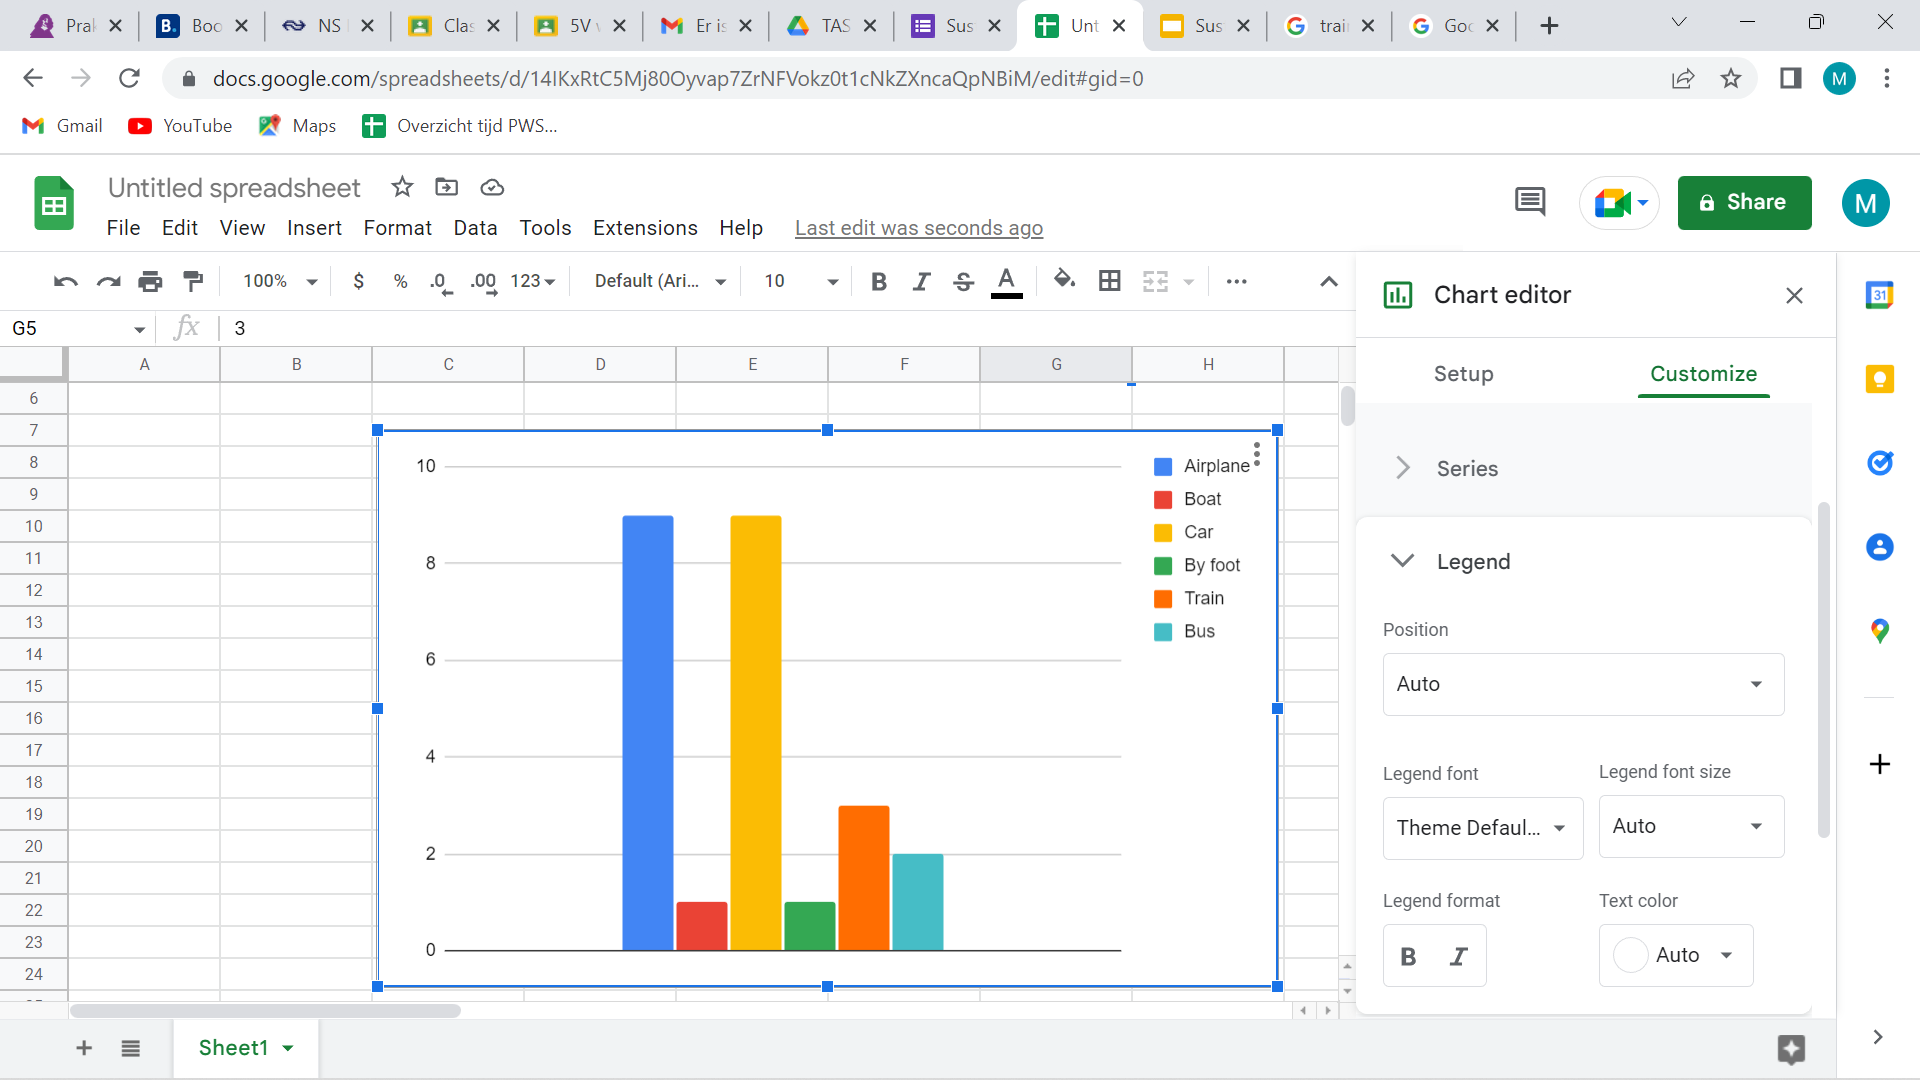 Prak
B.
Boo
NS
Clas
5V
Er is
TAS
Sus
Unt
Sus
trai
Goo
docs.google.com/spreadsheets/d/14IKxRtC5Mj80Oyvap7ZrNFVokz0t1cNkZXncaQpNBiM/edit#gid=0
M
Gmail
YouTube
Maps
Overzicht tijd PWS...
Untitled spreadsheet
File Edit View Insert Format Data Tools Extensions Help Last edit was seconds ago
Share
M
100% $ % .0 .00 123 Default (Ari... 10 B I S A
G5 fx 3
A B C D E F G H
6
7
8
9
10
11
12
13
14
15
16
17
18
19
20
21
22
23
24
10
8
6
4
2
0
Airplane
Boat
Car
By foot
Train
Bus
Chart editor
Setup Customize
Series
Legend
Position
Auto
Legend font Legend font size
Theme Defaul... Auto
Legend format Text color
B I Auto
31
Sheet1